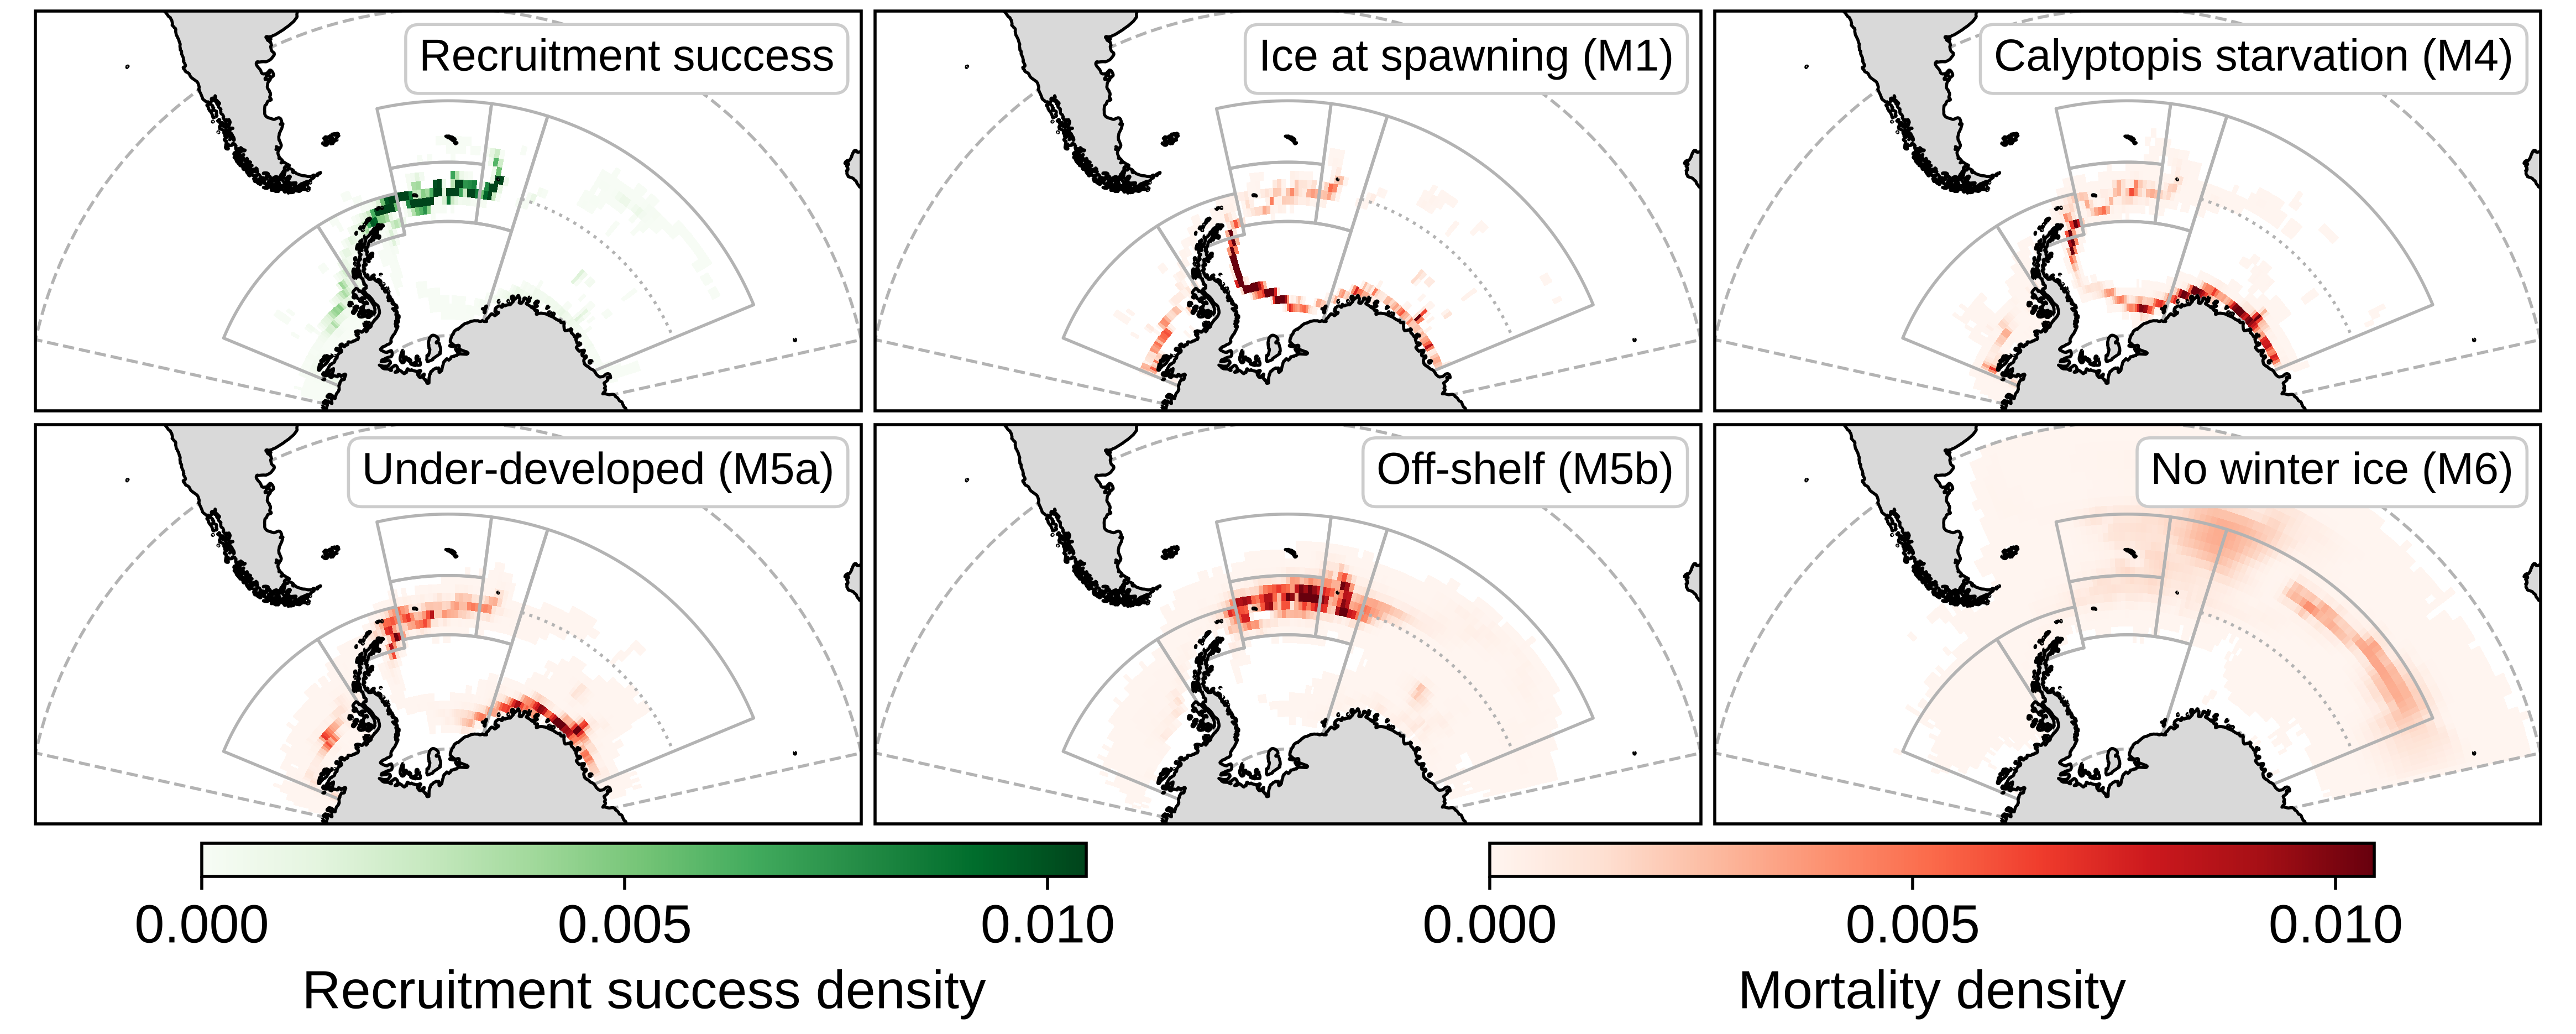 Recruitment success
Ice at spawning (M1)
Calyptopis starvation (M4)
Under-developed (M5a)
Off-shelf (M5b)
No winter ice (M6)
0.000 0.005 0.010
Recruitment success density
0.000 0.005 0.010
Mortality density